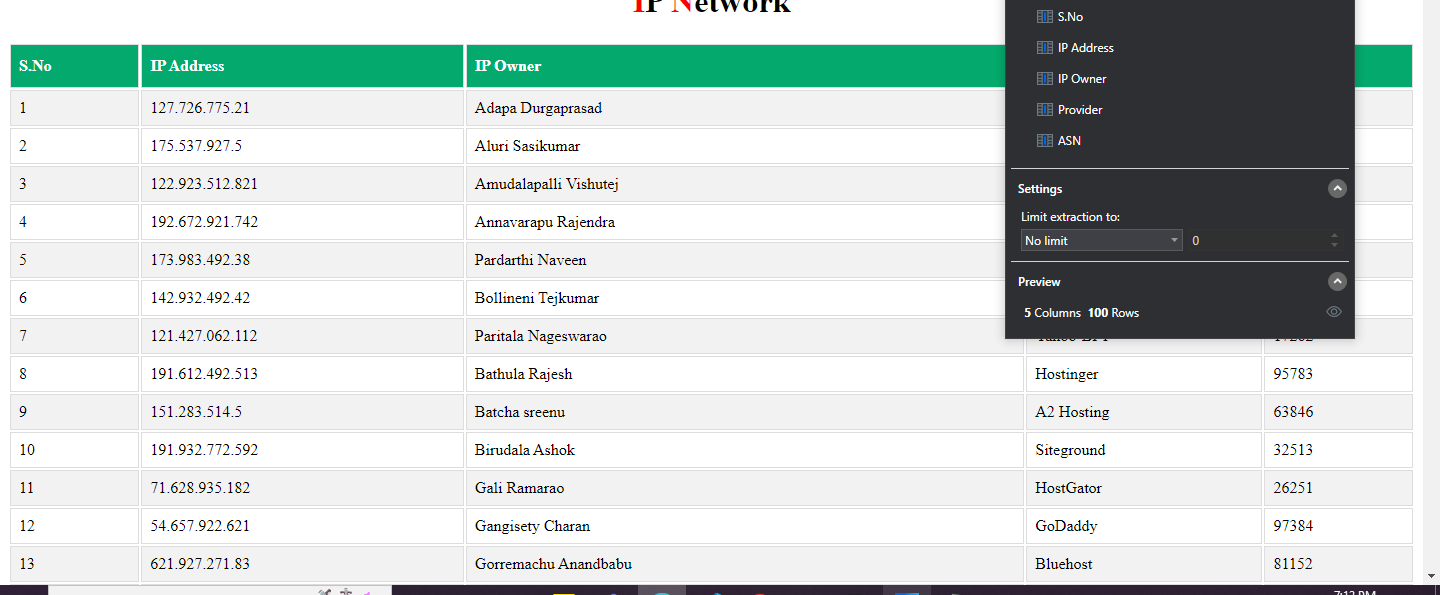 IP Network
S.No IP Address IP Owner
1 127.726.775.21 Adapa Durgaprasad
2 175.537.927.5 Aluri Sasikumar
3 122.923.512.821 Amudalapalli Vishutej
4 192.672.921.742 Annavarapu Rajendra
5 173.983.492.38 Pardarthi Naveen
6 142.932.492.42 Bollineni Tejkumar
7 121.427.062.112 Paritala Nageswarao
8 191.612.492.513 Bathula Rajesh Hostinger 95783
9 151.283.514.5 Batcha sreenu A2 Hosting 63846
10 191.932.772.592 Birudala Ashok Siteground 32513
11 71.628.935.182 Gali Ramarao HostGator 26251
12 54.657.922.621 Gangisety Charan GoDaddy 97384
13 621.927.271.83 Gorremachu Anandbabu Bluehost 81152
S.No
IP Address
IP Owner
Provider
ASN
Settings
Limit extraction to:
No limit 0
Preview
5 Columns 100 Rows
7:13 PM